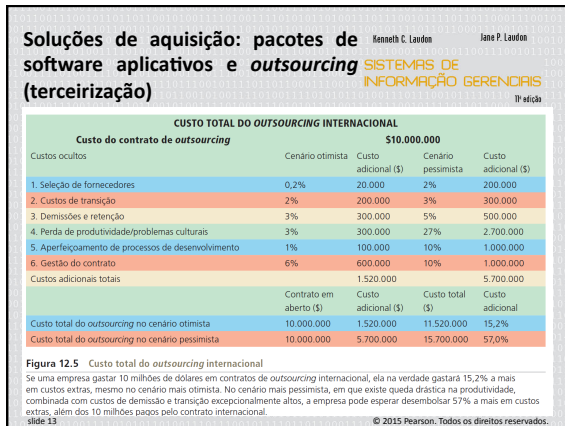 Soluções de aquisição: pacotes de
software aplicativos e outsourcing
(terceirização)
Kenneth C. Laudon Jane P. Laudon
SISTEMAS DE
INFORMAÇÃO GERENCIAIS
11ª edição
CUSTO TOTAL DO OUTSOURCING INTERNACIONAL
Custo do contrato de outsourcing $10.000.000
Custos ocultos Cenário otimista Custo adicional ($) Cenário pessimista Custo adicional ($)
1. Seleção de fornecedores 0,2% 20.000 2% 200.000
2. Custos de transição 2% 200.000 3% 300.000
3. Demissões e retenção 3% 300.000 5% 500.000
4. Perda de produtividade/problemas culturais 3% 300.000 27% 2.700.000
5. Aperfeiçoamento de processos de desenvolvimento 1% 100.000 10% 1.000.000
6. Gestão do contrato 6% 600.000 10% 1.000.000
Custos adicionais totais 1.520.000 5.700.000
Contrato em aberto ($) Custo adicional ($) Custo total ($) Custo adicional
Custo total do outsourcing no cenário otimista 10.000.000 1.520.000 11.520.000 15,2%
Custo total do outsourcing no cenário pessimista 10.000.000 5.700.000 15.700.000 57,0%
Figura 12.5 Custo total do outsourcing internacional
Se uma empresa gastar 10 milhões de dólares em contratos de outsourcing internacional, ela na verdade gastará 15,2% a mais
em custos extras, mesmo no cenário mais otimista. No cenário mais pessimista, em que existe queda drástica na produtividade,
combinada com custos de demissão e transição excepcionalmente altos, a empresa pode esperar desembolsar 57% a mais em custos
extras, além dos 10 milhões pagos pelo contrato internacional.
slide 13 © 2015 Pearson. Todos os direitos reservados.